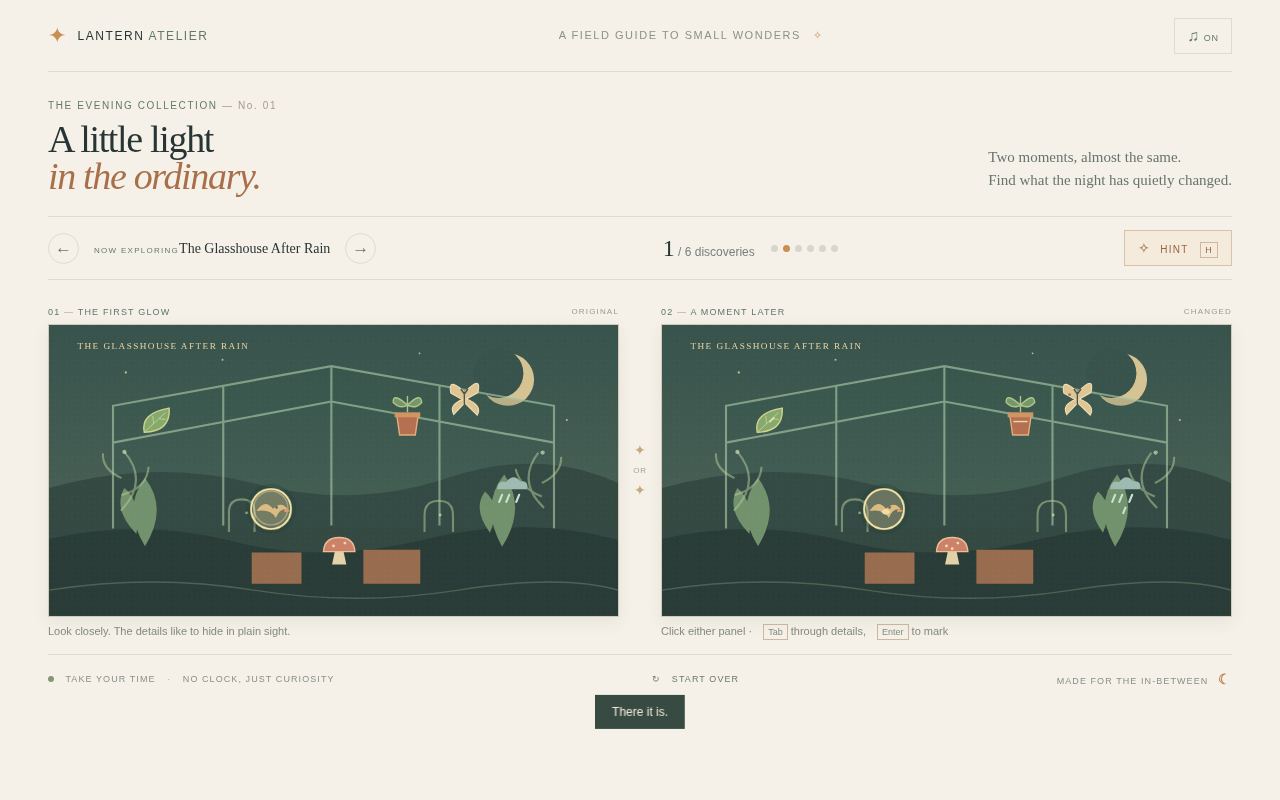 LANTERN ATELIER
A FIELD GUIDE TO SMALL WONDERS
ON
THE EVENING COLLECTION — No. 01
A little light
in the ordinary.
Two moments, almost the same.
Find what the night has quietly changed.
NOW EXPLORING The Glasshouse After Rain
1 / 6 discoveries
HINT H
01 — THE FIRST GLOW
ORIGINAL
02 — A MOMENT LATER
CHANGED
THE GLASSHOUSE AFTER RAIN
THE GLASSHOUSE AFTER RAIN
OR
Look closely. The details like to hide in plain sight.
Click either panel · Tab through details, Enter to mark
TAKE YOUR TIME · NO CLOCK, JUST CURIOSITY
START OVER
MADE FOR THE IN-BETWEEN
There it is.